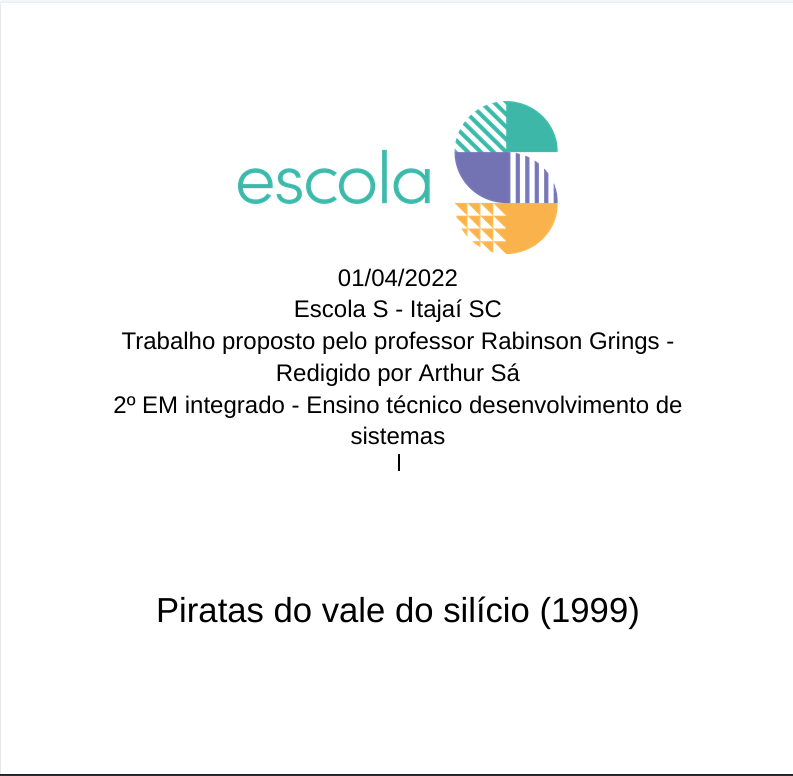 escola S
01/04/2022
Escola S - Itajaí SC
Trabalho proposto pelo professor Rabinson Grings -
Redigido por Arthur Sá
2º EM integrado - Ensino técnico desenvolvimento de
sistemas
Piratas do vale do silício (1999)